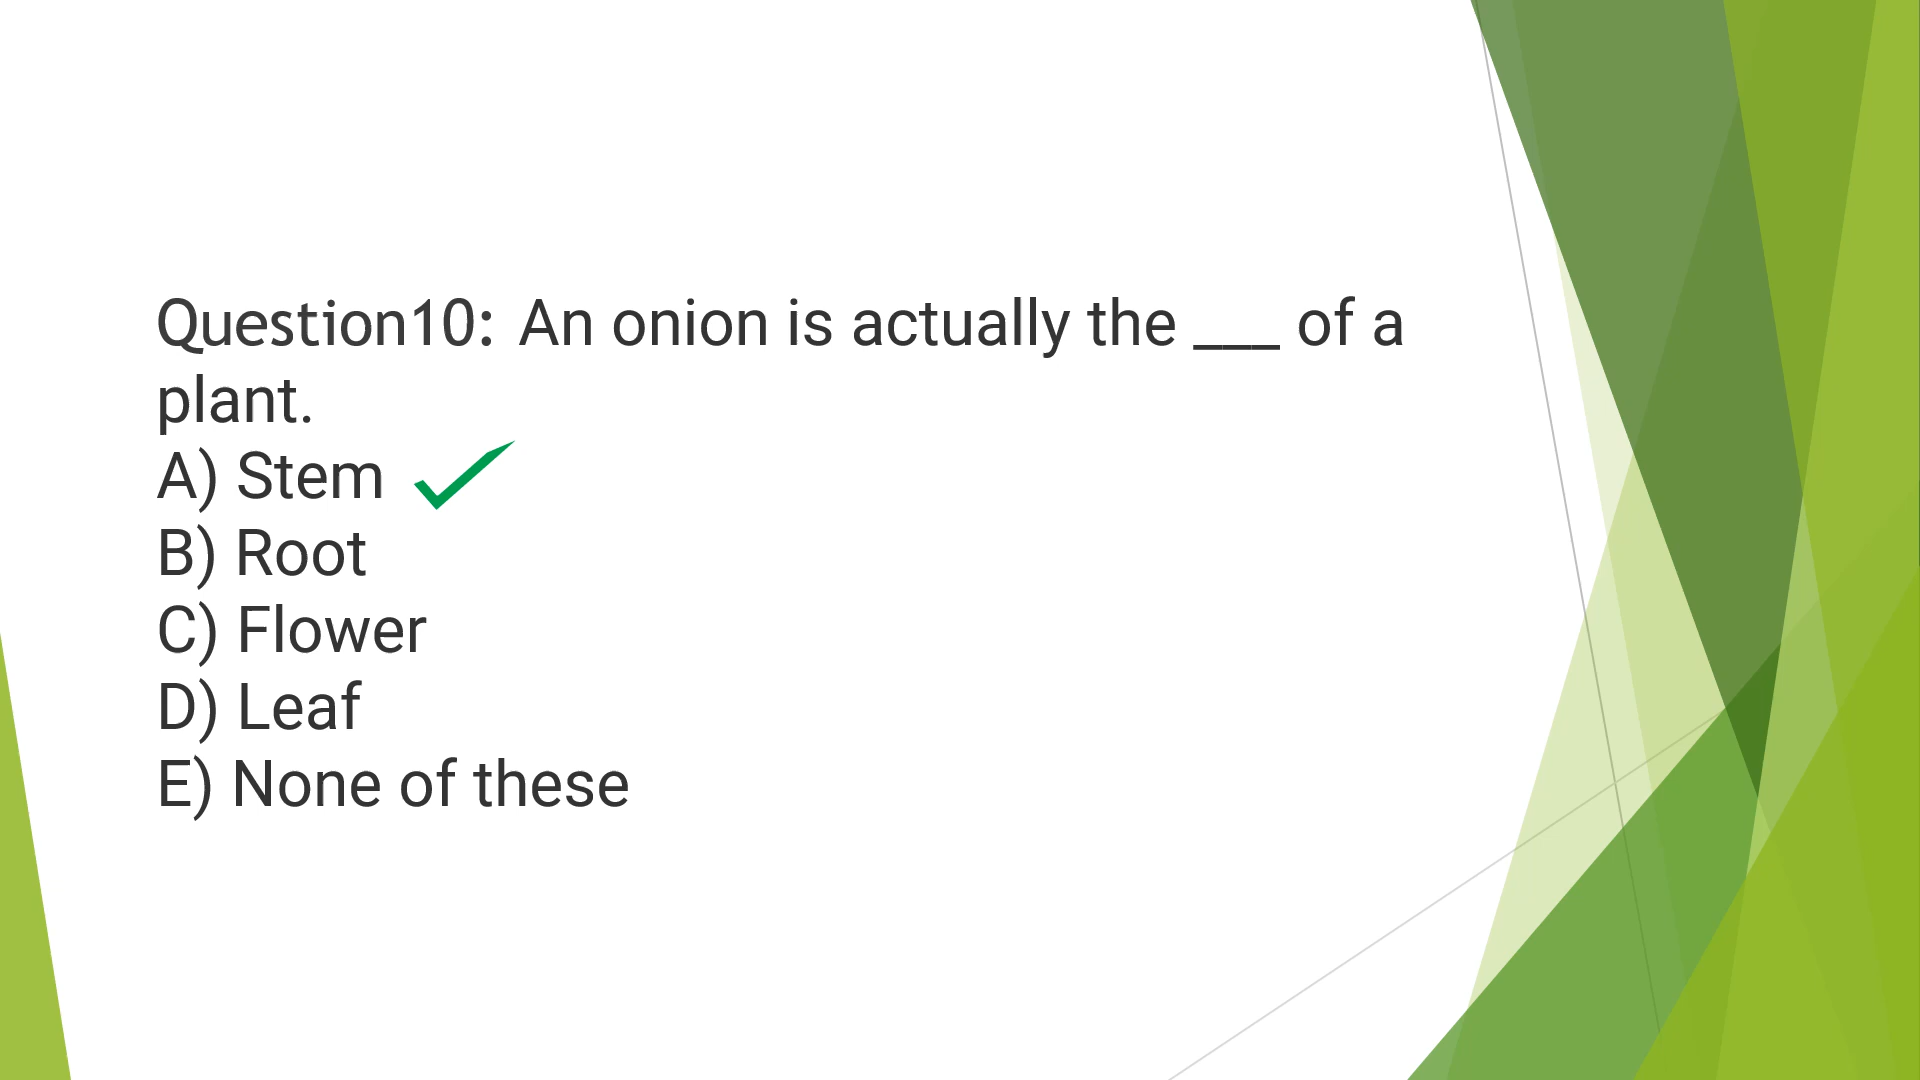 Question10: An onion is actually the ___ of a
plant.
A) Stem
B) Root
C) Flower
D) Leaf
E) None of these